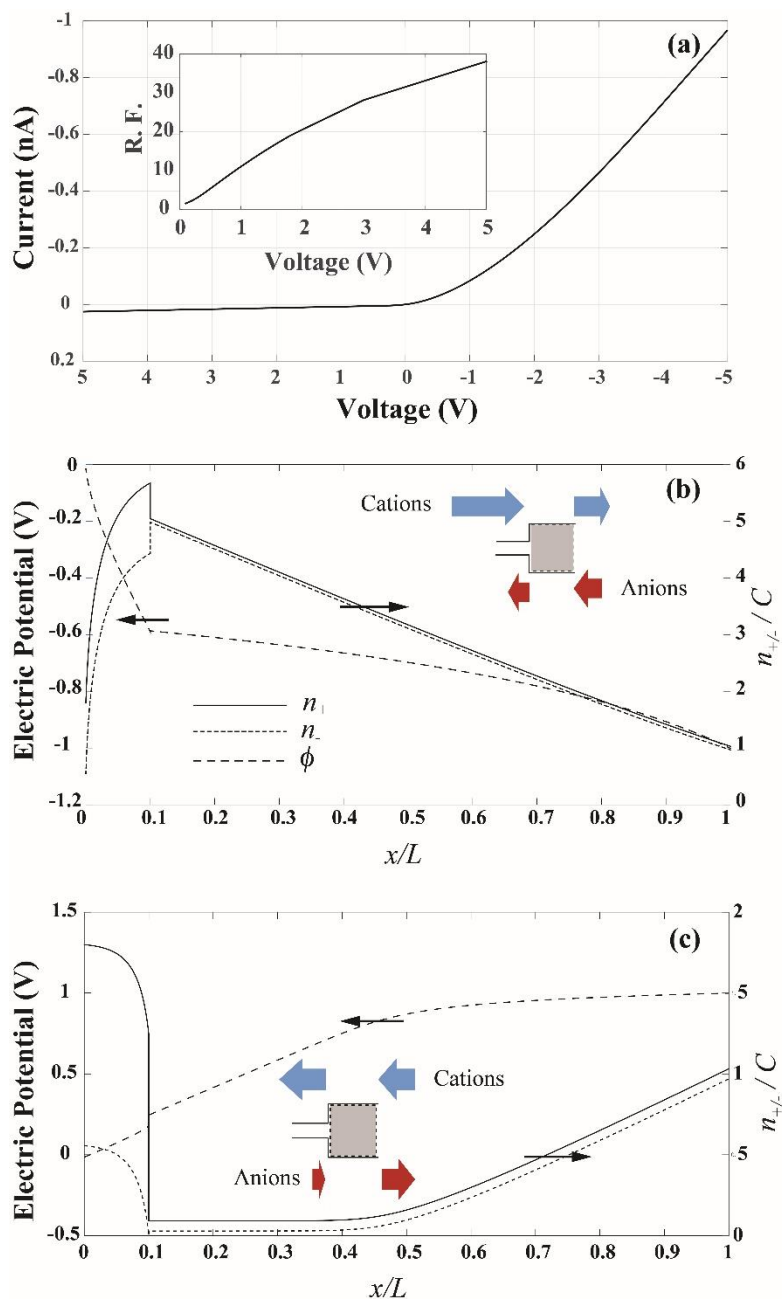 (a)
Current (nA)
-1
-0.8
-0.6
-0.4
-0.2
0
0.2
5 4 3 2 1 0 -1 -2 -3 -4 -5
Voltage (V)
R. F.
40
30
20
10
0
0 1 2 3 4 5
Voltage (V)
(b)
Electric Potential (V)
0
-0.2
-0.4
-0.6
-0.8
-1
-1.2
0 0.1 0.2 0.3 0.4 0.5 0.6 0.7 0.8 0.9 1
x/L
6
5
4
3
2
1
0
n+/- / C
Cations
Anions
n+
n-
ϕ
(c)
Electric Potential (V)
1.5
1
0.5
0
-0.5
0 0.1 0.2 0.3 0.4 0.5 0.6 0.7 0.8 0.9 1
x/L
2
5
1
5
0
n+/- / C
Cations
Anions